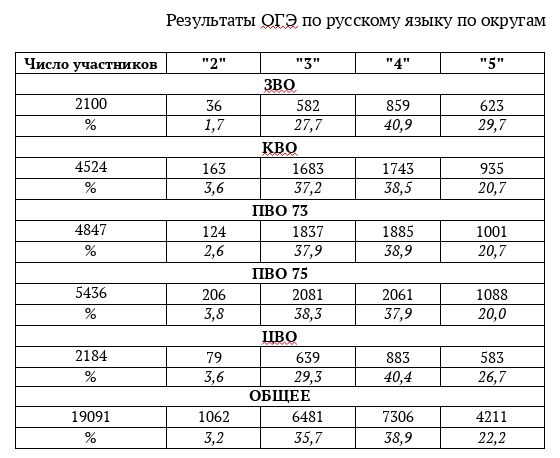 Результаты ОГЭ по русскому языку по округам
Число участников "2" "3" "4" "5"
ЗВО
2100 36 582 859 623
% 1,7 27,7 40,9 29,7
КВО
4524 163 1683 1743 935
% 3,6 37,2 38,5 20,7
ПВО 73
4847 124 1837 1885 1001
% 2,6 37,9 38,9 20,7
ПВО 75
5436 206 2081 2061 1088
% 3,8 38,3 37,9 20,0
ЦВО
2184 79 639 883 583
% 3,6 29,3 40,4 26,7
ОБЩЕЕ
19091 1062 6481 7306 4211
% 3,2 35,7 38,9 22,2